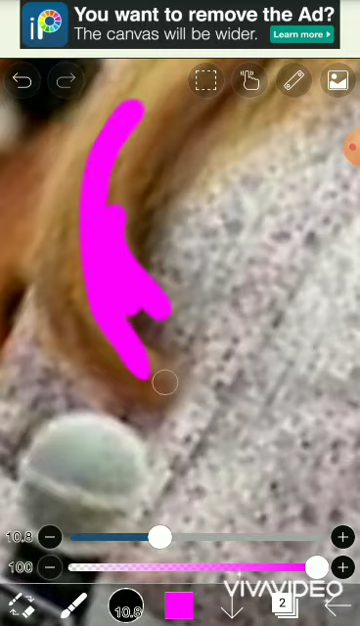 You want to remove the Ad?
The canvas will be wider.
Learn more
10.8
100
VIVAVIDEO
10.8
2